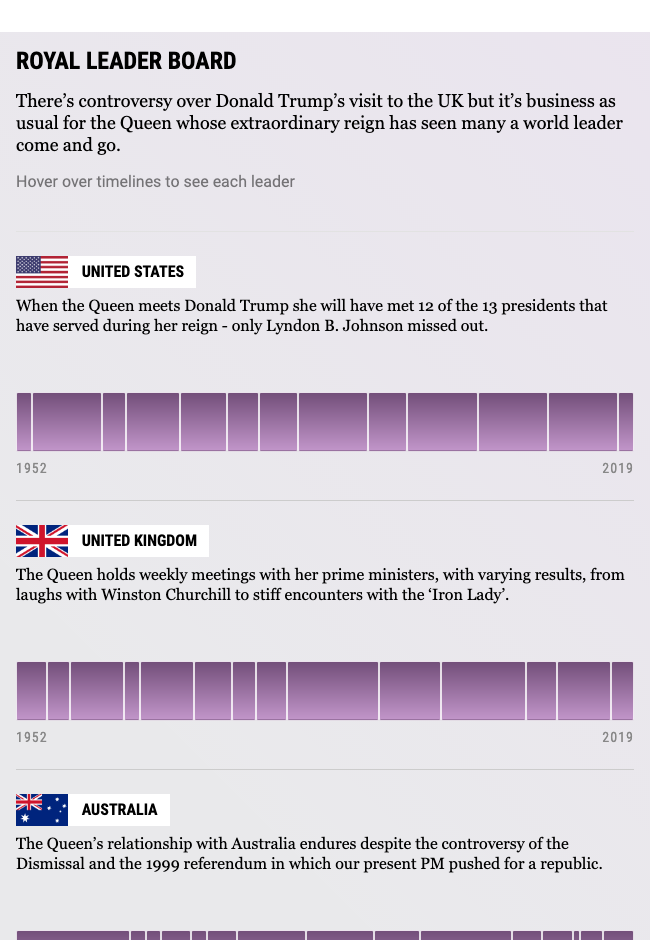 ROYAL LEADER BOARD
There’s controversy over Donald Trump’s visit to the UK but it’s business as
usual for the Queen whose extraordinary reign has seen many a world leader
come and go.
Hover over timelines to see each leader
UNITED STATES
When the Queen meets Donald Trump she will have met 12 of the 13 presidents that
have served during her reign - only Lyndon B. Johnson missed out.
1952 2019
UNITED KINGDOM
The Queen holds weekly meetings with her prime ministers, with varying results, from
laughs with Winston Churchill to stiff encounters with the ‘Iron Lady’.
1952 2019
AUSTRALIA
The Queen’s relationship with Australia endures despite the controversy of the
Dismissal and the 1999 referendum in which our present PM pushed for a republic.